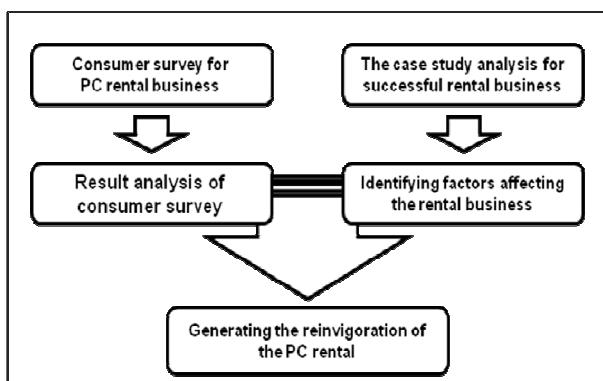 Consumer survey for
PC rental business
The case study analysis for
successful rental business
Result analysis of
consumer survey
Identifying factors affecting
the rental business
Generating the reinvigoration of
the PC rental